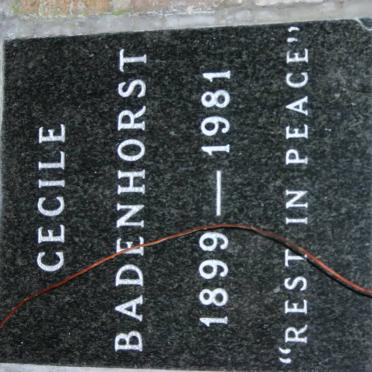 CECILE
BADENHORST
1899 — 1981
“REST IN PEACE”